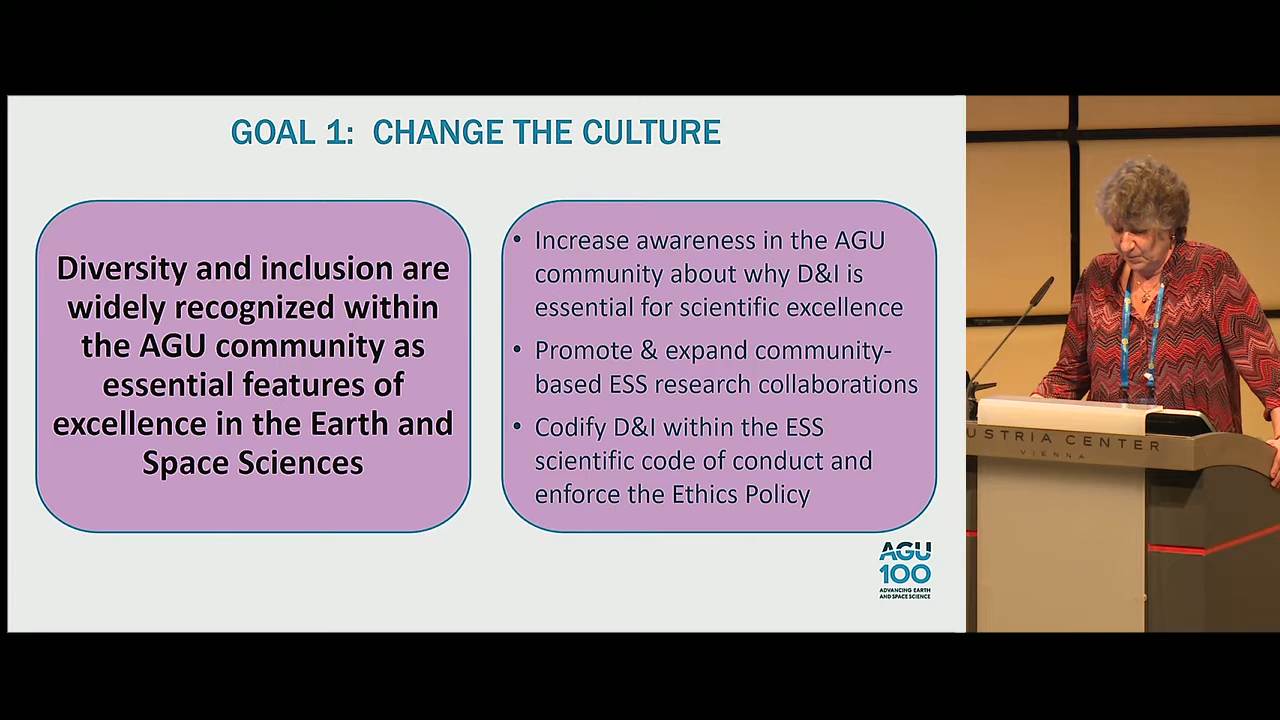 GOAL 1: CHANGE THE CULTURE
Diversity and inclusion are
widely recognized within
the AGU community as
essential features of
excellence in the Earth and
Space Sciences
• Increase awareness in the AGU
community about why D&I is
essential for scientific excellence
• Promote & expand community-
based ESS research collaborations
• Codify D&I within the ESS
scientific code of conduct and
enforce the Ethics Policy
AGU
100
ADVANCING EARTH
AND SPACE SCIENCE
USTRIA CENTER
VIENNA